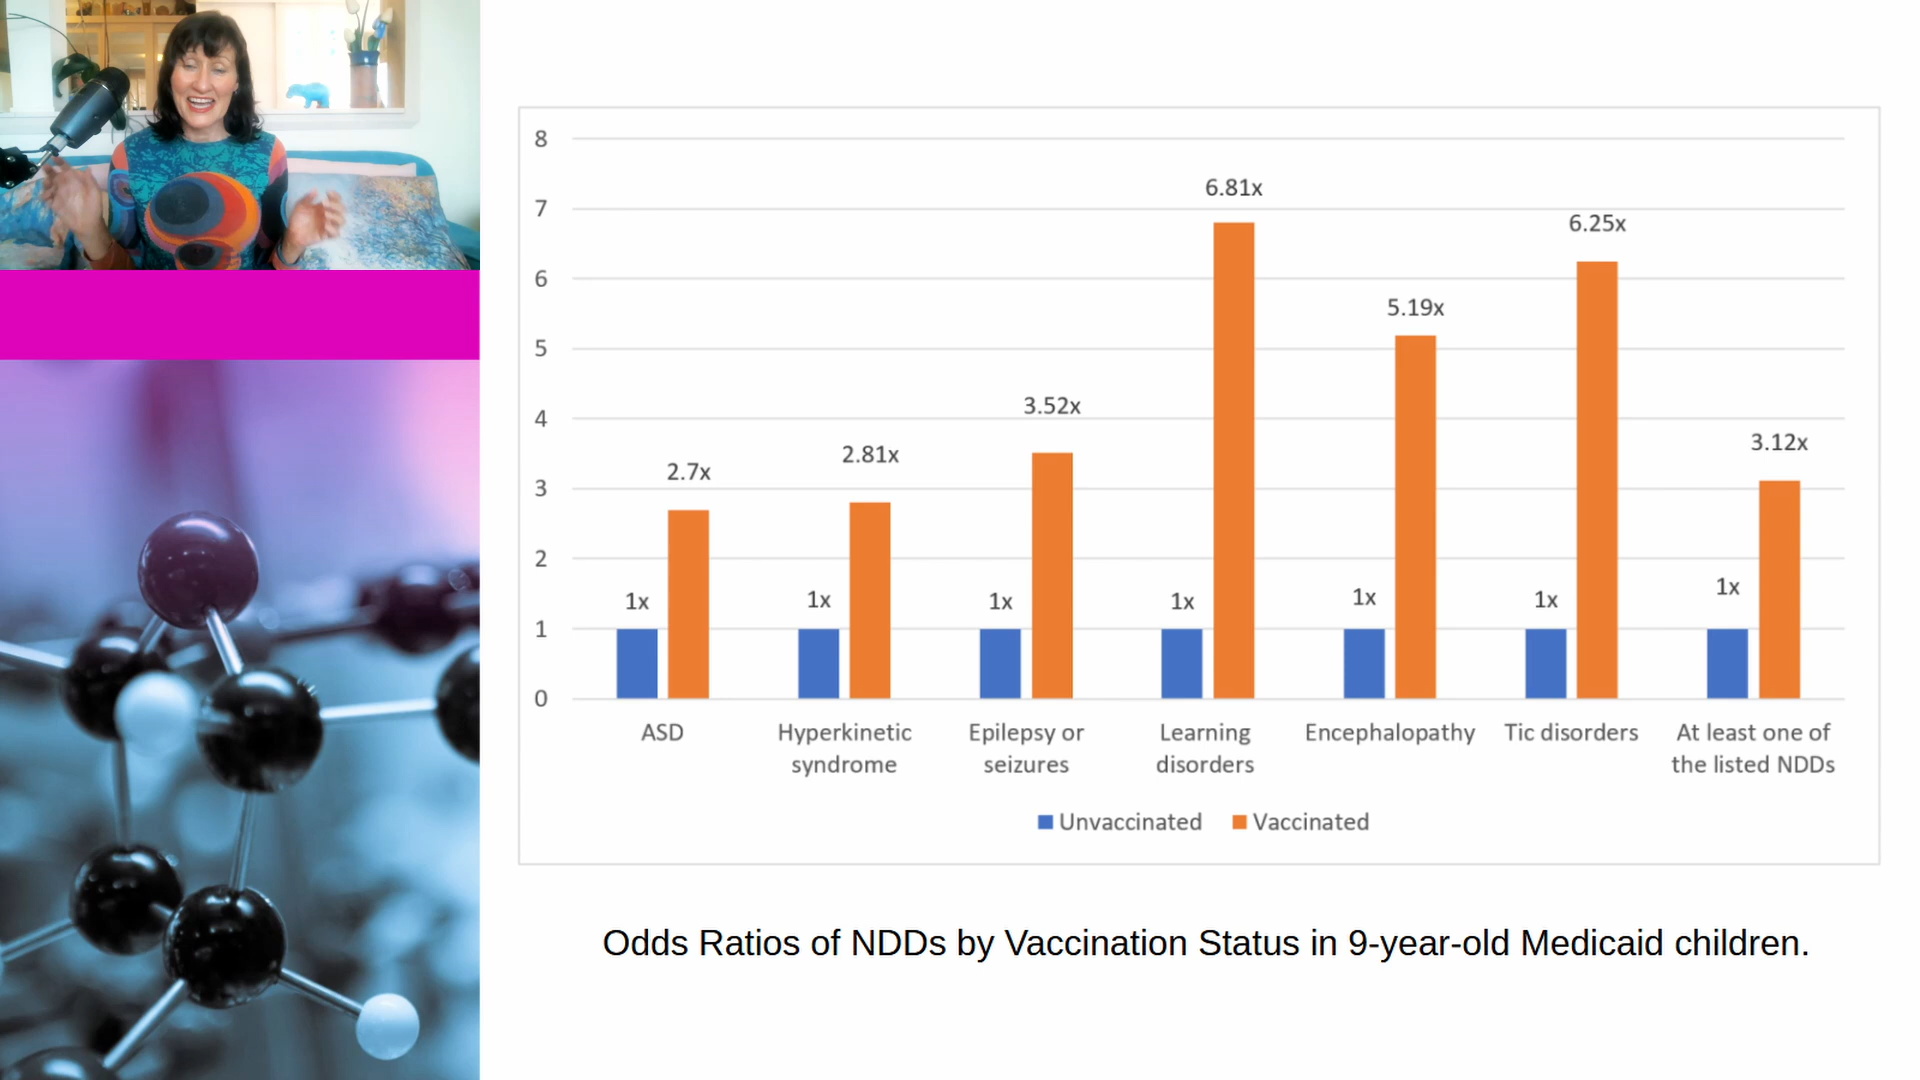 8
7
6
5
4
3
2
1
0
1x
2.7x
1x
2.81x
1x
3.52x
1x
6.81x
1x
5.19x
1x
6.25x
1x
3.12x
ASD
Hyperkinetic
syndrome
Epilepsy or
seizures
Learning
disorders
Encephalopathy
Tic disorders
At least one of
the listed NDDs
Unvaccinated
Vaccinated
Odds Ratios of NDDs by Vaccination Status in 9-year-old Medicaid children.